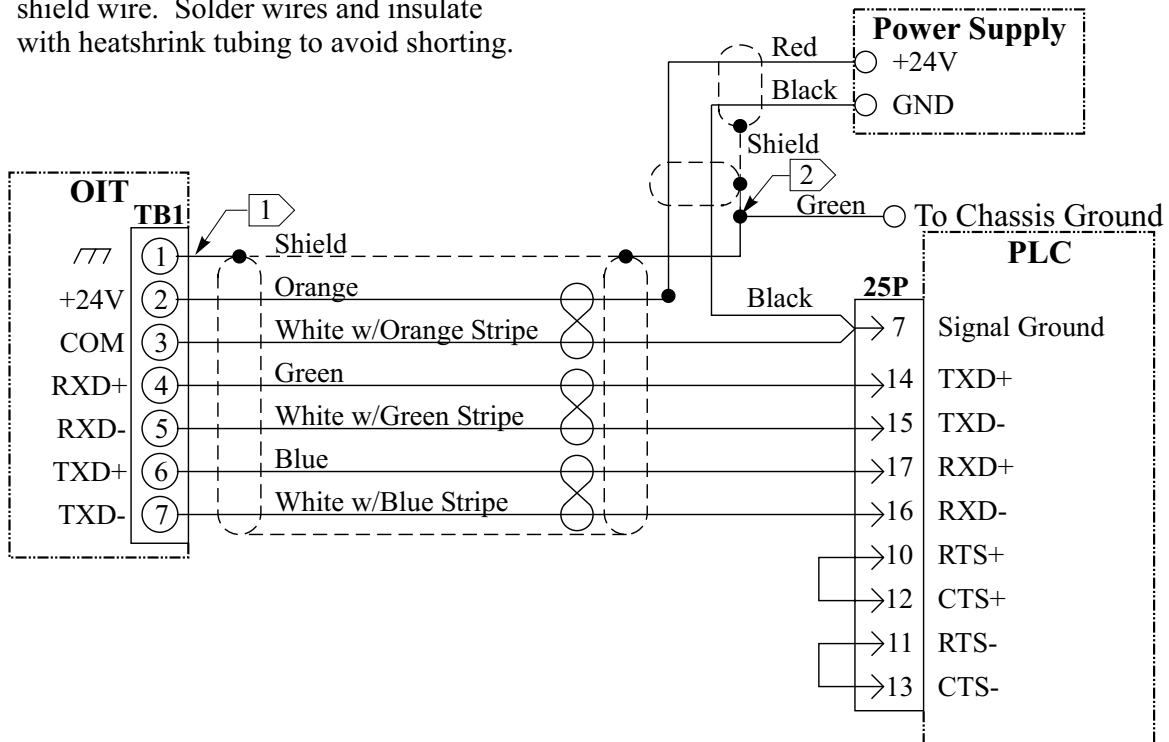 shield wire. Solder wires and insulate
with heatshrink tubing to avoid shorting.
Power Supply
Red
+24V
Black
GND
Shield
2
Green
To Chassis Ground
OIT
TB1
1
Shield
PLC
25P
1
+24V
2
Orange
Black
COM
3
White w/Orange Stripe
7
Signal Ground
RXD+
4
Green
14
TXD+
RXD-
5
White w/Green Stripe
15
TXD-
TXD+
6
Blue
17
RXD+
TXD-
7
White w/Blue Stripe
16
RXD-
10
RTS+
12
CTS+
11
RTS-
13
CTS-